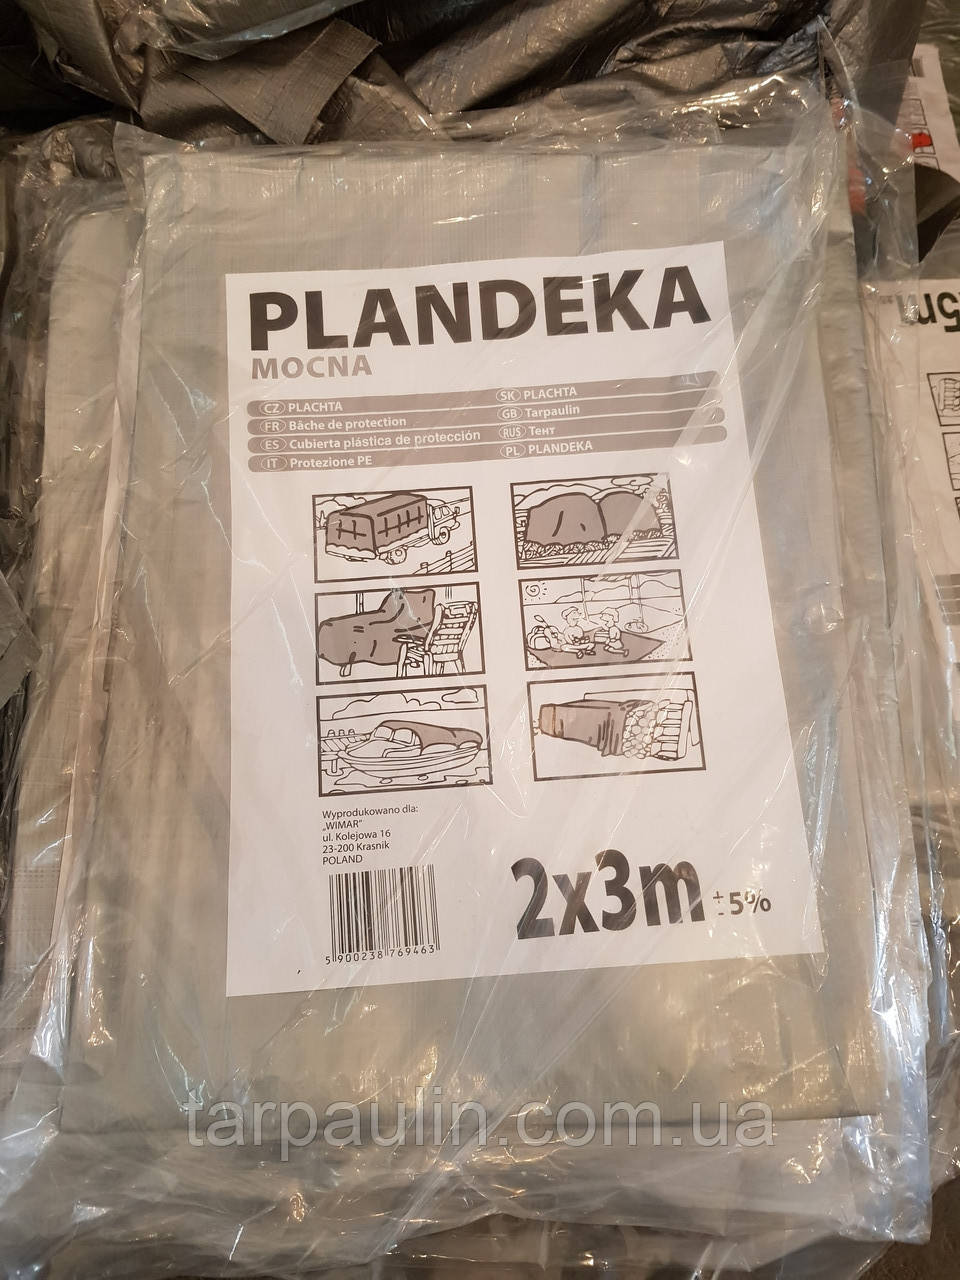 PLANDEKA
MOCNA
CZ PLACHTA
FR Bâche de protection
ES Cubierta plástica de protección
IT Protezione PE
SK PLACHTA
GB Tarpaulin
RUS Тент
PL PLANDEKA
Wyprodukowano dla:
„WIMAR”
ul. Kolejowa 16
23-200 Krasnik
POLAND
5 900238 769463
2x3m ± 5%
5m
tarpaulin.com.ua